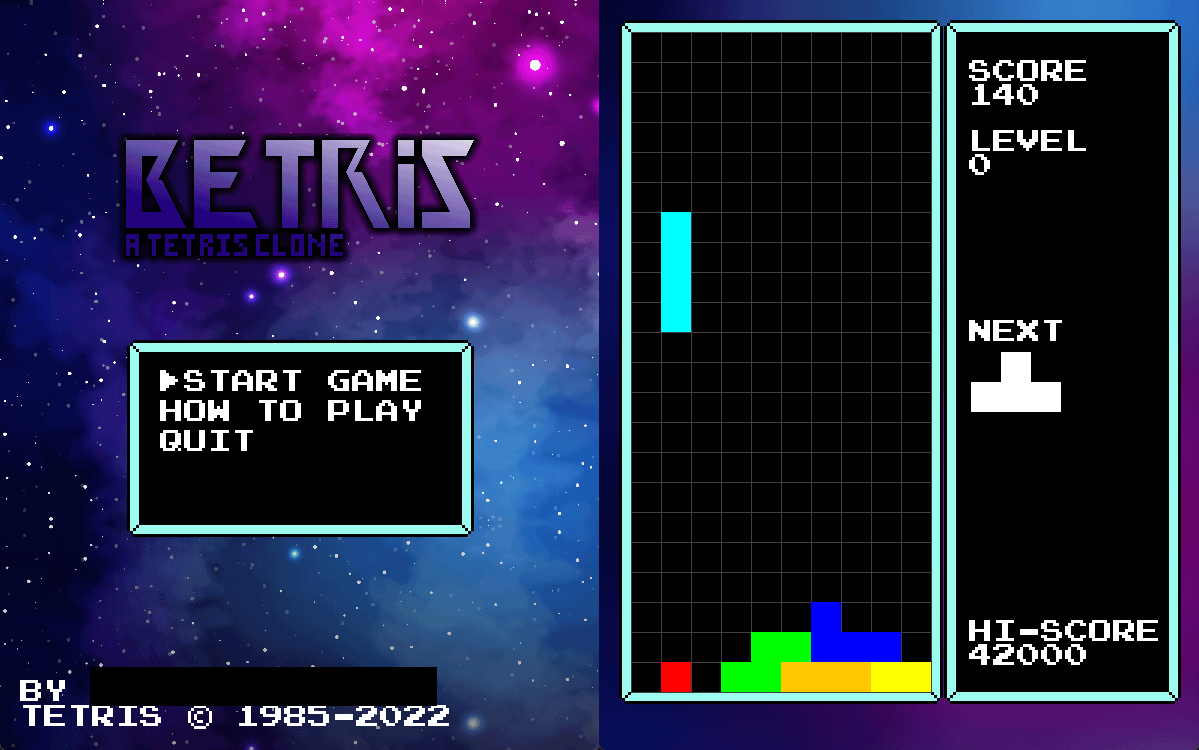 BETRiS
A TETRIS CLONE
▶START GAME
HOW TO PLAY
QUIT
BY
TETRIS © 1985-2022
SCORE
140
LEVEL
0
NEXT
HI-SCORE
42000